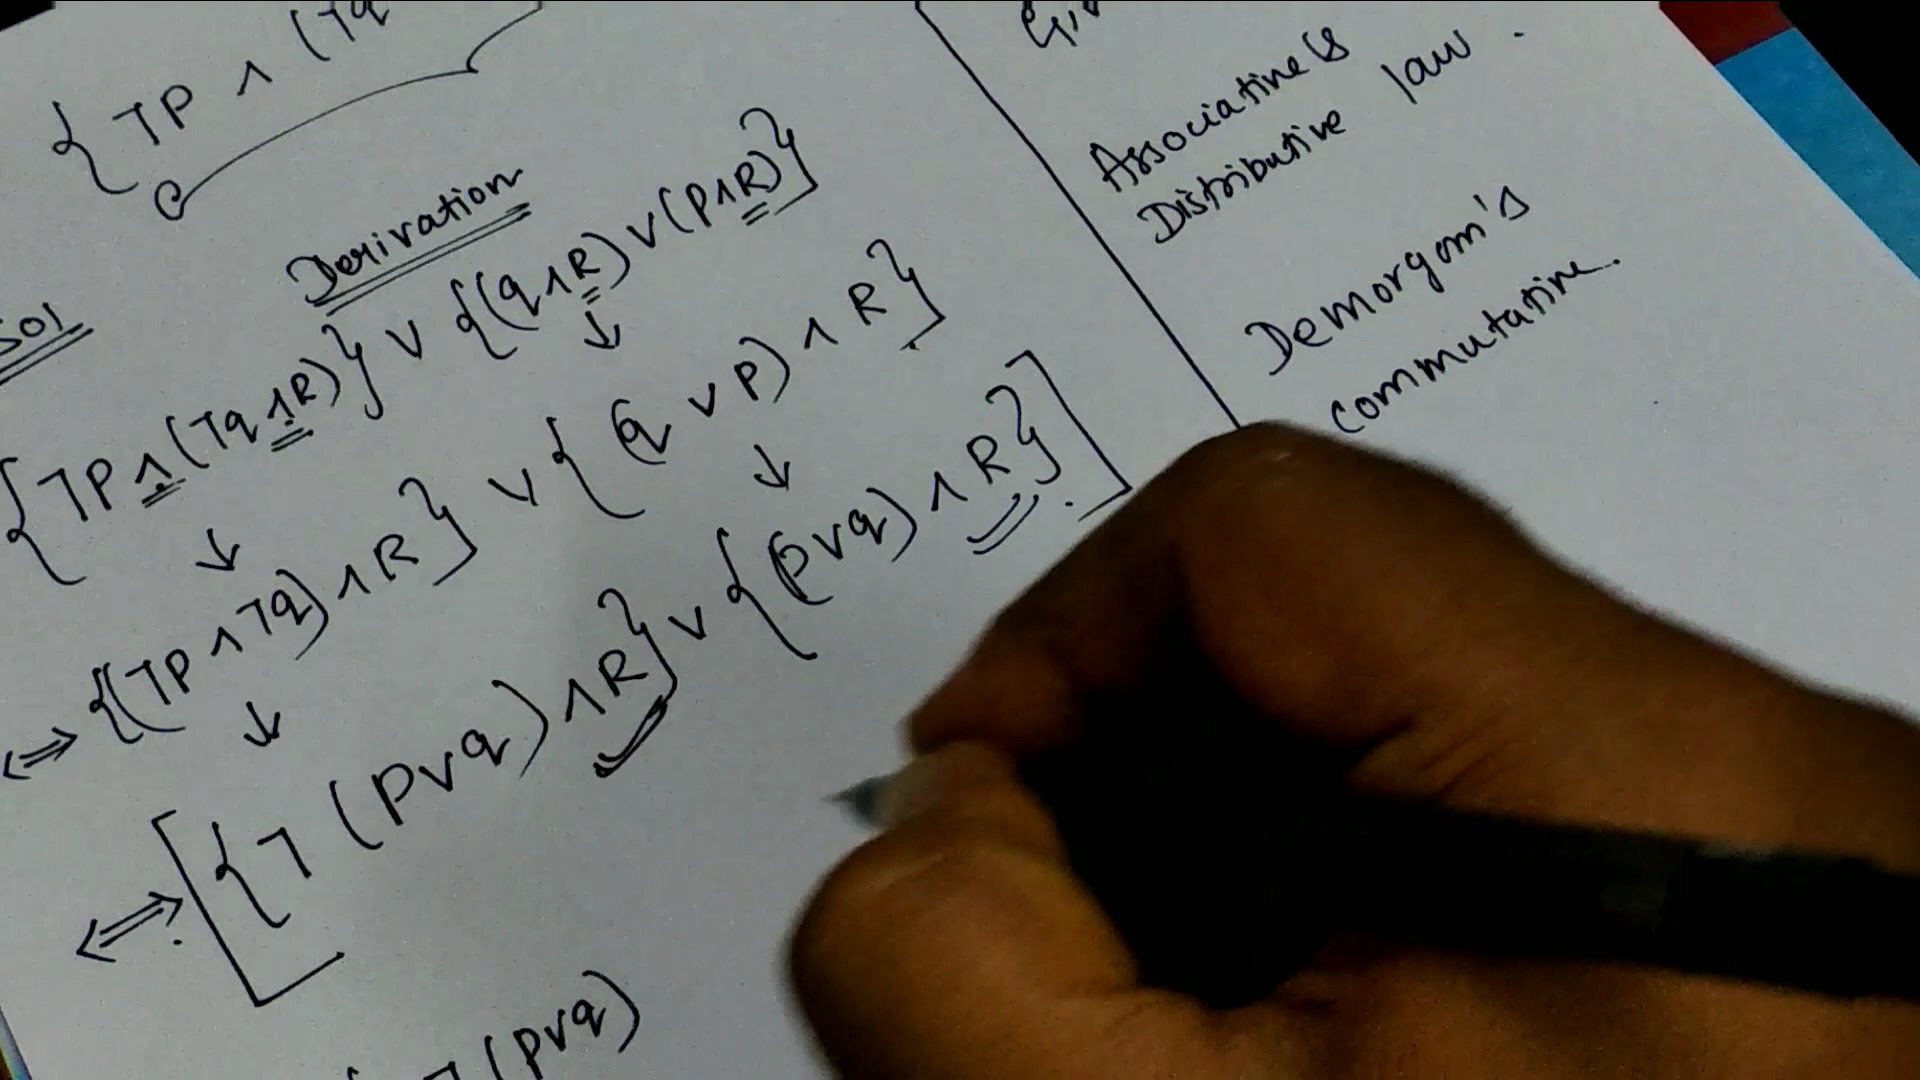 { ¬P ∧ (¬q
Derivation
Sol
{ ¬P ∧ (¬q ∧ R) } ∨ { (q ∧ R) ∨ (P ∧ R) }
↓ ↓
⇔ { (¬P ∧ ¬q) ∧ R } ∨ { (q ∨ P) ∧ R }
↓ ↓
⇔ [ { ¬ (P ∨ q) ∧ R } ∨ { (P ∨ q) ∧ R } ]
¬ (P ∨ q)
Associative &
Distributive law .
Demorgan's
commutative.